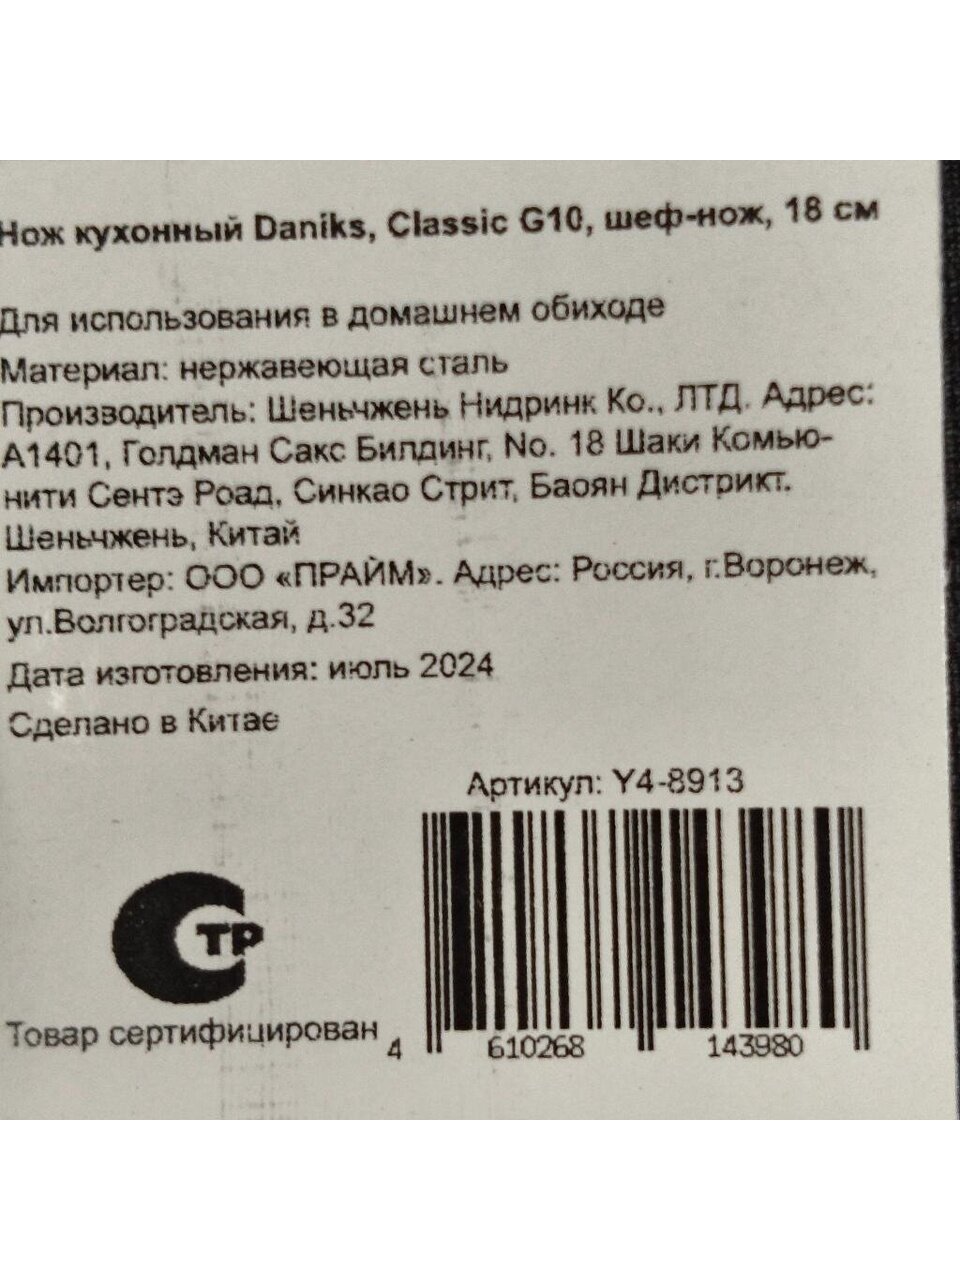 Нож кухонный Daniks, Classic G10, шеф-нож, 18 см
Для использования в домашнем обиходе
Материал: нержавеющая сталь
Производитель: Шеньчжень Нидринк Ко., ЛТД. Адрес:
А1401, Голдман Сакс Билдинг, No. 18 Шаки Комью-
нити Сентэ Роад, Синкао Стрит, Баоян Дистрикт.
Шеньчжень, Китай
Импортер: ООО «ПРАЙМ». Адрес: Россия, г.Воронеж,
ул.Волгоградская, д.32
Дата изготовления: июль 2024
Сделано в Китае
Артикул: Y4-8913
СТР
Товар сертифицирован
4 610268 143980